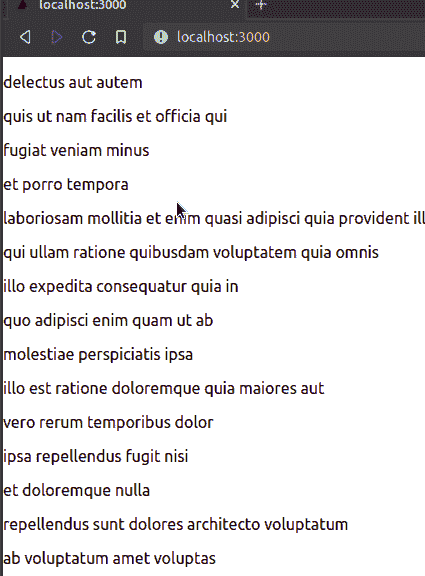 localhost:3000
localhost:3000
delectus aut autem
quis ut nam facilis et officia qui
fugiat veniam minus
et porro tempora
laboriosam mollitia et enim quasi adipisci quia provident ill
qui ullam ratione quibusdam voluptatem quia omnis
illo expedita consequatur quia in
quo adipisci enim quam ut ab
molestiae perspiciatis ipsa
illo est ratione doloremque quia maiores aut
vero rerum temporibus dolor
ipsa repellendus fugit nisi
et doloremque nulla
repellendus sunt dolores architecto voluptatum
ab voluptatum amet voluptas